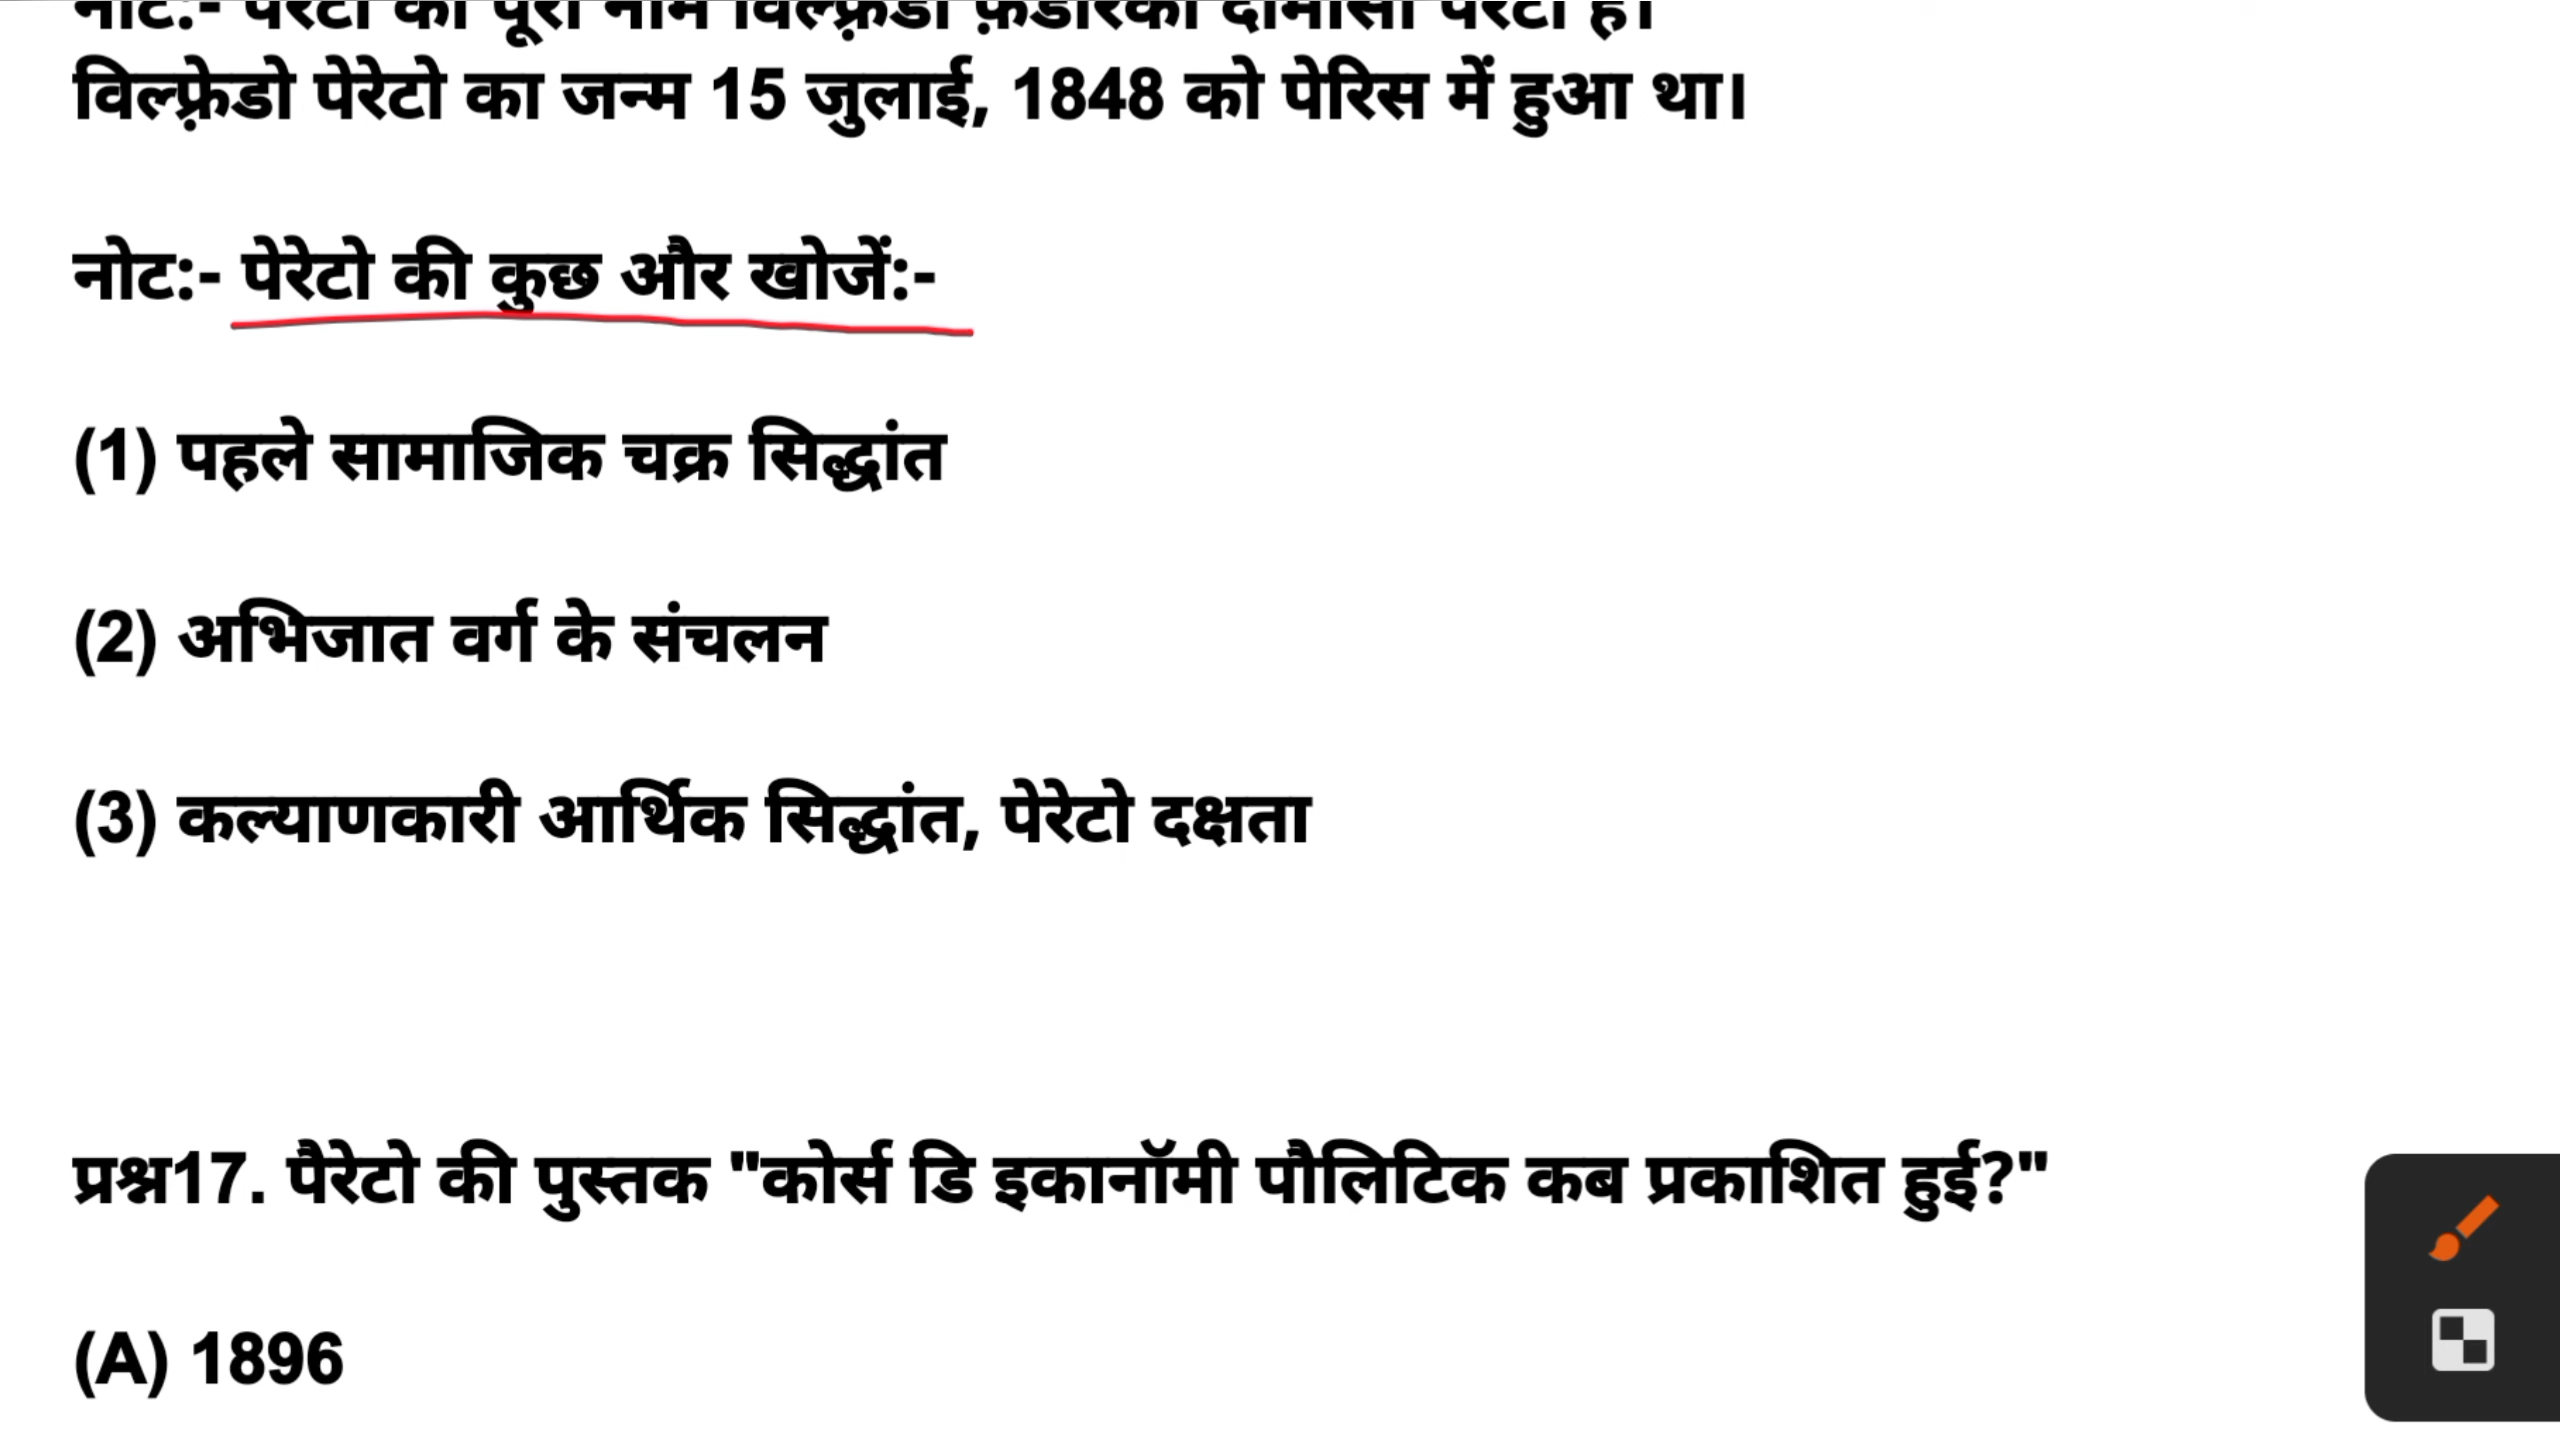 नोट:- पेरेटो का पूरा नाम विल्फ़्रेडो फ़्रेडरिको दामासो पेरेटो है।
विल्फ़्रेडो पेरेटो का जन्म 15 जुलाई, 1848 को पेरिस में हुआ था।
नोट:- पेरेटो की कुछ और खोजें:-
(1) पहले सामाजिक चक्र सिद्धांत
(2) अभिजात वर्ग के संचलन
(3) कल्याणकारी आर्थिक सिद्धांत, पेरेटो दक्षता
प्रश्न17. पैरेटो की पुस्तक "कोर्स डि इकानॉमी पौलिटिक कब प्रकाशित हुई?"
(A) 1896